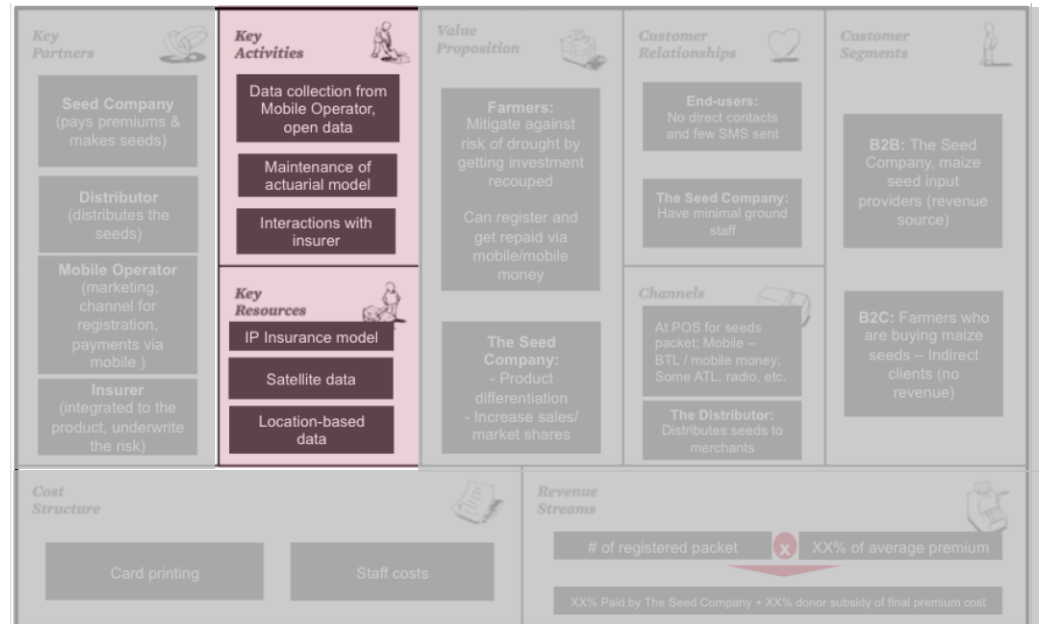 Key
Partners
Seed Company
(pays premiums &
makes seeds)
Distributor
(distributes the
seeds)
Mobile Operator
(marketing,
channel for
registration,
payments via
mobile )
Insurer
(integrated to the
product, underwrite
the risk)
Key
Activities
Data collection from
Mobile Operator,
open data
Maintenance of
actuarial model
Interactions with
insurer
Key
Resources
IP Insurance model
Satellite data
Location-based
data
Value
Proposition
Farmers:
Mitigate against
risk of drought by
getting investment
recouped
Can register and
get repaid via
mobile/mobile
money
The Seed
Company:
- Product
differentiation
- Increase sales/
market shares
Customer
Relationships
End-users:
No direct contacts
and few SMS sent
The Seed Company:
Have minimal ground
staff
Channels
At POS for seeds
packet; Mobile –
BTL / mobile money;
Some ATL, radio, etc.
The Distributor:
Distributes seeds to
merchants
Customer
Segments
B2B: The Seed
Company, maize
seed input
providers (revenue
source)
B2C: Farmers who
are buying maize
seeds – Indirect
clients (no
revenue)
Cost
Structure
Card printing
Staff costs
Revenue
Streams
# of registered packet x XX% of average premium
XX% Paid by The Seed Company + XX% donor subsidy of final premium cost